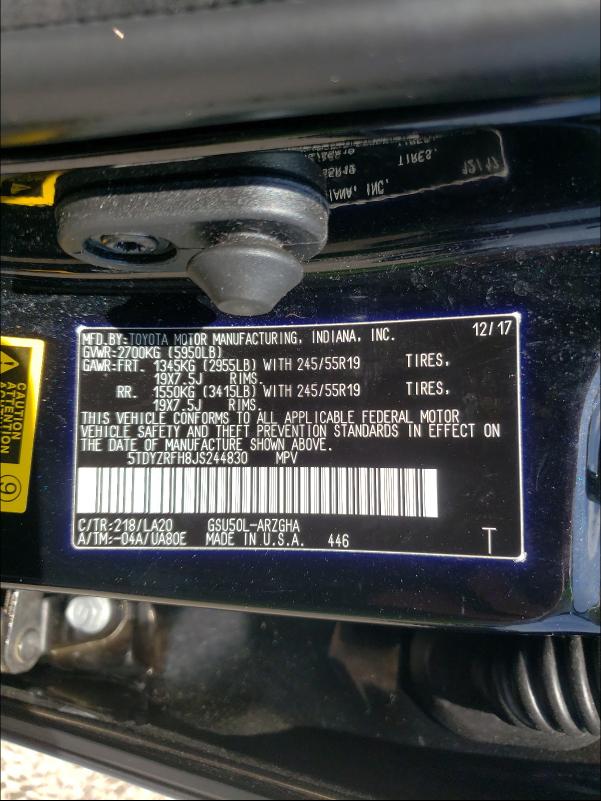 MFD.BY:TOYOTA MOTOR MANUFACTURING, INDIANA, INC. 12/17
GVWR:2700KG (5950LB)
GAWR:FRT. 1345KG (2955LB) WITH 245/55R19 TIRES,
19X7.5J RIMS.
RR. 1550KG (3415LB) WITH 245/55R19 TIRES,
19X7.5J RIMS.
THIS VEHICLE CONFORMS TO ALL APPLICABLE FEDERAL MOTOR
VEHICLE SAFETY AND THEFT PREVENTION STANDARDS IN EFFECT ON
THE DATE OF MANUFACTURE SHOWN ABOVE.
5TDYZRFH8JS244830 MPV
C/TR:218/LA20 GSU50L-ARZGHA
A/TM:-04A/UA80E MADE IN U.S.A. 446 T